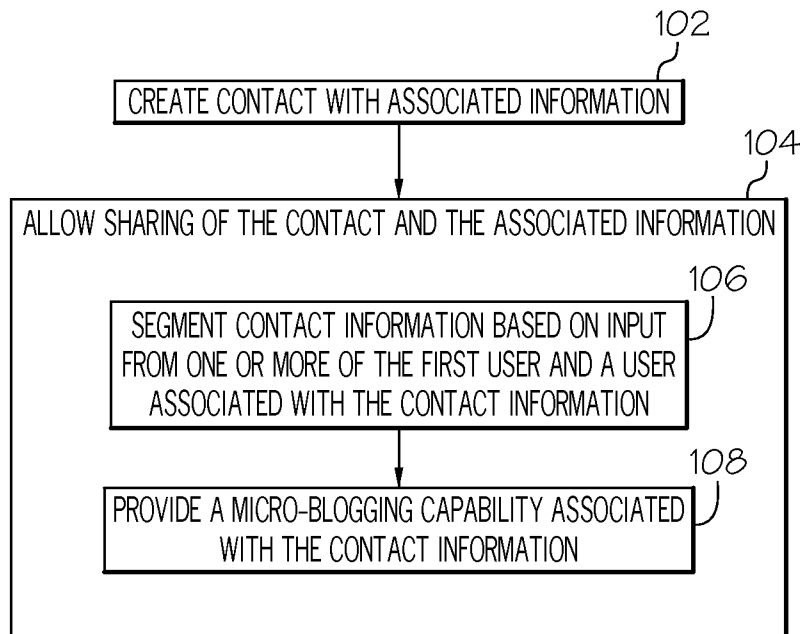 102
CREATE CONTACT WITH ASSOCIATED INFORMATION
104
ALLOW SHARING OF THE CONTACT AND THE ASSOCIATED INFORMATION
106
SEGMENT CONTACT INFORMATION BASED ON INPUT
FROM ONE OR MORE OF THE FIRST USER AND A USER
ASSOCIATED WITH THE CONTACT INFORMATION
108
PROVIDE A MICRO-BLOGGING CAPABILITY ASSOCIATED
WITH THE CONTACT INFORMATION